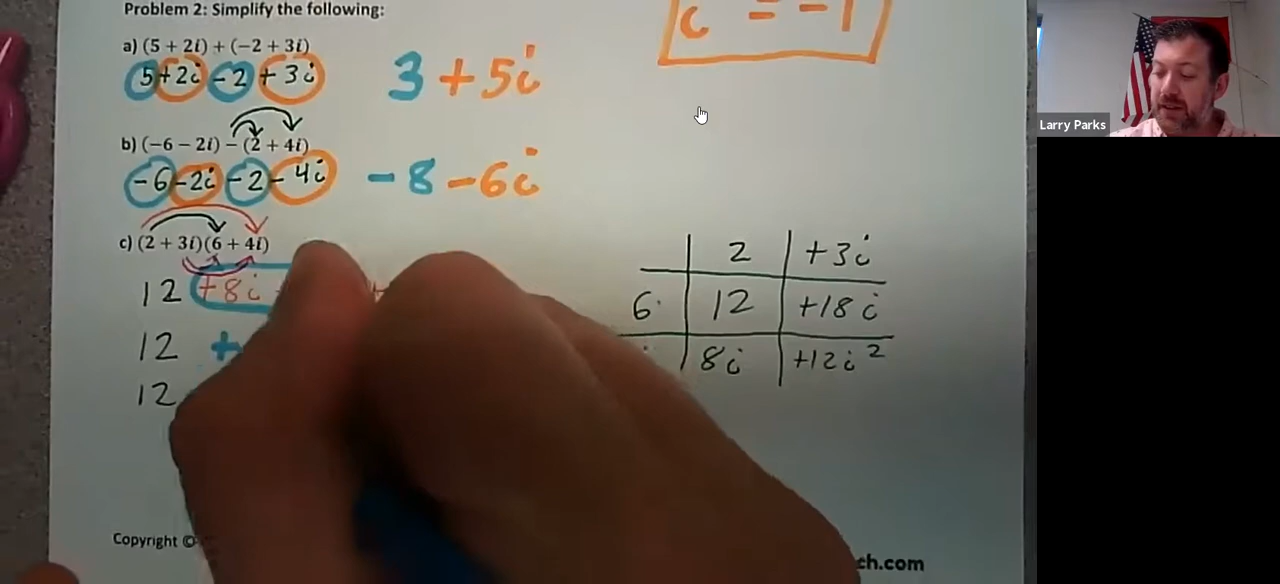 Problem 2: Simplify the following:
= -1
a) (5 + 2i) + (−2 + 3i)
5+2i -2 + 3i
3 + 5i
b) (−6 − 2i) − (2 + 4i)
-6-2i -2- 4i
-8 -6i
c) (2 + 3i)(6 + 4i)
2 +3i
12 +8i
6 12 +18i
12 +
8i +12i²
12
Copyright ©
ch.com
Larry Parks